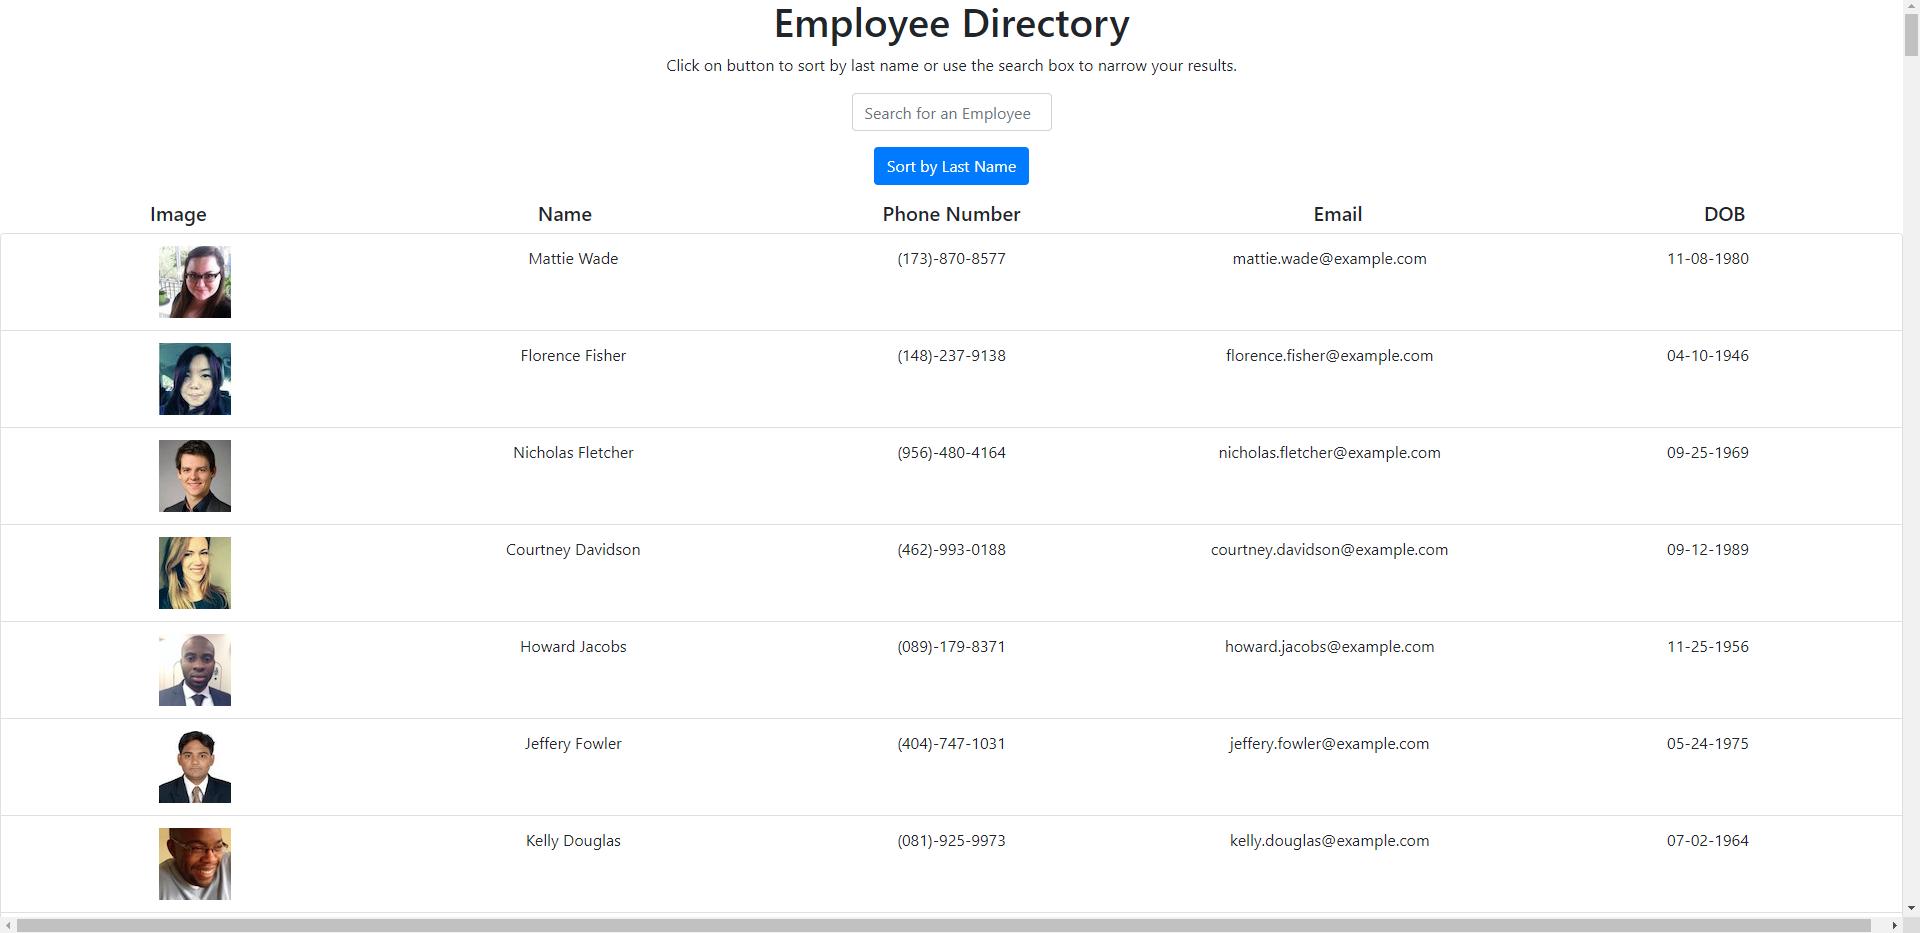 Employee Directory
Click on button to sort by last name or use the search box to narrow your results.
Search for an Employee
Sort by Last Name
Image Name Phone Number Email DOB
Mattie Wade (173)-870-8577 mattie.wade@example.com 11-08-1980
Florence Fisher (148)-237-9138 florence.fisher@example.com 04-10-1946
Nicholas Fletcher (956)-480-4164 nicholas.fletcher@example.com 09-25-1969
Courtney Davidson (462)-993-0188 courtney.davidson@example.com 09-12-1989
Howard Jacobs (089)-179-8371 howard.jacobs@example.com 11-25-1956
Jeffery Fowler (404)-747-1031 jeffery.fowler@example.com 05-24-1975
Kelly Douglas (081)-925-9973 kelly.douglas@example.com 07-02-1964